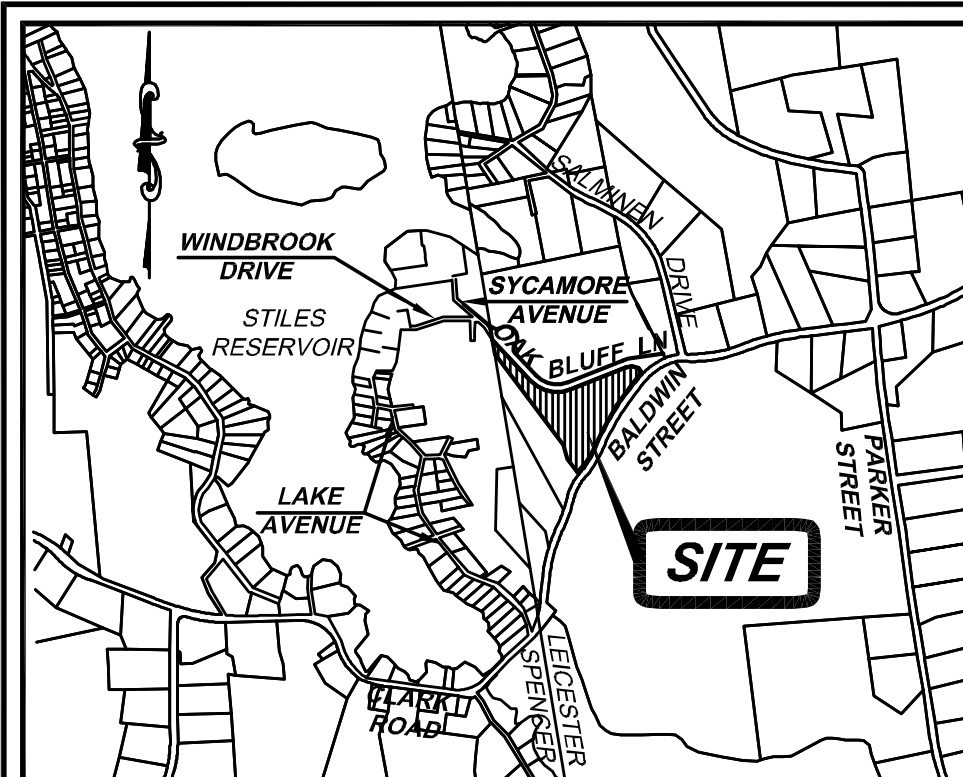 SALMINEN
DRIVE
WINDBROOK
DRIVE
SYCAMORE
AVENUE
STILES
RESERVOIR
OAK BLUFF LN
BALDWIN
STREET
PARKER
STREET
LAKE
AVENUE
SITE
LEICESTER
SPENCER
CLARK
ROAD